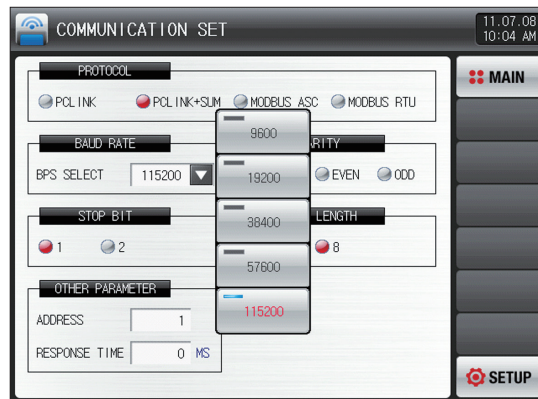 COMMUNICATION SET
11.07.08
10:04 AM
PROTOCOL
PCLINK PCLINK+SUM MODBUS ASC MODBUS RTU
BAUD RATE
BPS SELECT 115200
EVEN ODD
STOP BIT
1 2
LENGTH
8
OTHER PARAMETER
ADDRESS 1
RESPONSE TIME 0 MS
9600
19200
38400
57600
115200
MAIN
SETUP